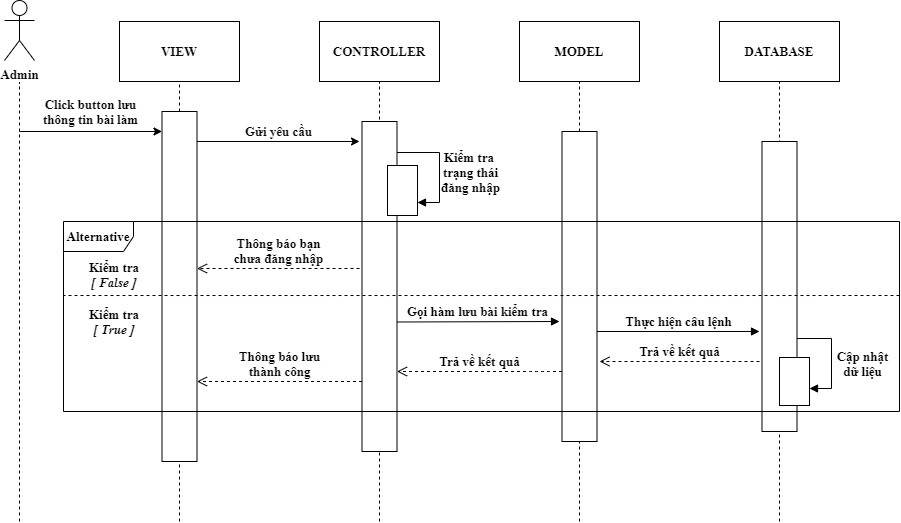 Admin
VIEW
CONTROLLER
MODEL
DATABASE
Click button lưu
thông tin bài làm
Gửi yêu cầu
Kiểm tra
trạng thái
đăng nhập
Alternative
Thông báo bạn
chưa đăng nhập
Kiểm tra
[ False ]
Kiểm tra
[ True ]
Gọi hàm lưu bài kiểm tra
Thực hiện câu lệnh
Trả về kết quả
Cập nhật
dữ liệu
Trả về kết quả
Thông báo lưu
thành công